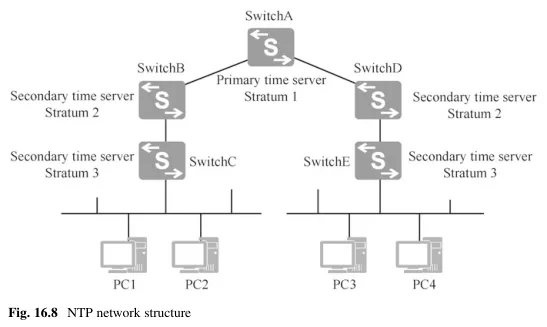 SwitchA
SwitchB
SwitchD
S
Primary time server
Stratum 1
Secondary time server
Stratum 2
S
S
Secondary time server
Stratum 2
Secondary time server
Stratum 3
S
SwitchC
SwitchE
S
Secondary time server
Stratum 3
PC1
PC2
PC3
PC4
Fig. 16.8 NTP network structure